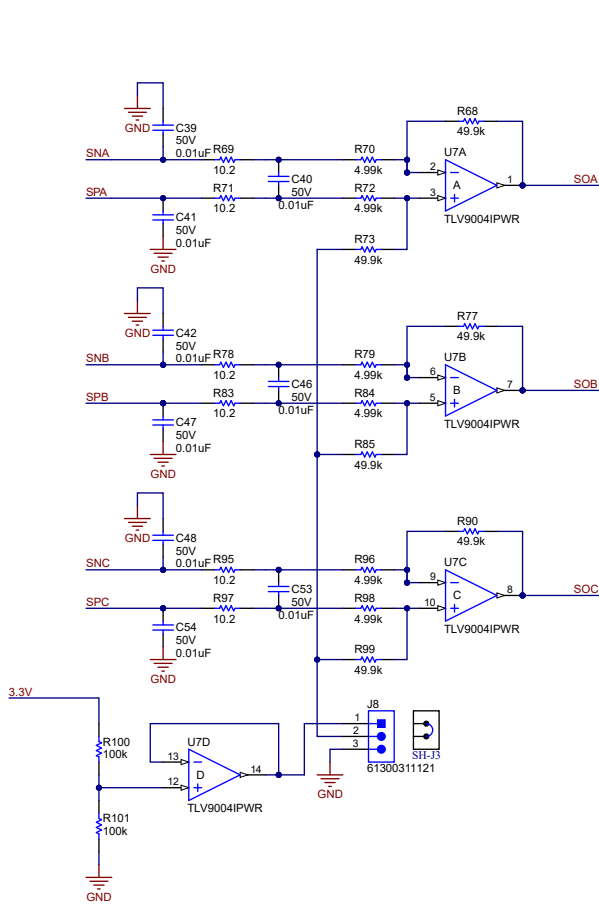 R68
49.9k
GND
C39
50V
0.01uF
SNA
R69
10.2
R70
4.99k
U7A
2
1
A
3
SOA
TLV9004IPWR
C40
50V
0.01uF
SPA
R71
10.2
R72
4.99k
C41
50V
0.01uF
GND
R73
49.9k
R77
49.9k
GND
C42
50V
0.01uF
SNB
R78
10.2
R79
4.99k
U7B
6
7
B
5
SOB
TLV9004IPWR
C46
50V
0.01uF
SPB
R83
10.2
R84
4.99k
C47
50V
0.01uF
GND
R85
49.9k
R90
49.9k
GND
C48
50V
0.01uF
SNC
R95
10.2
R96
4.99k
U7C
9
8
C
10
SOC
TLV9004IPWR
C53
50V
0.01uF
SPC
R97
10.2
R98
4.99k
C54
50V
0.01uF
GND
R99
49.9k
3.3V
R100
100k
U7D
13
14
D
12
TLV9004IPWR
J8
1
2
3
61300311121
SH-J3
GND
R101
100k
GND